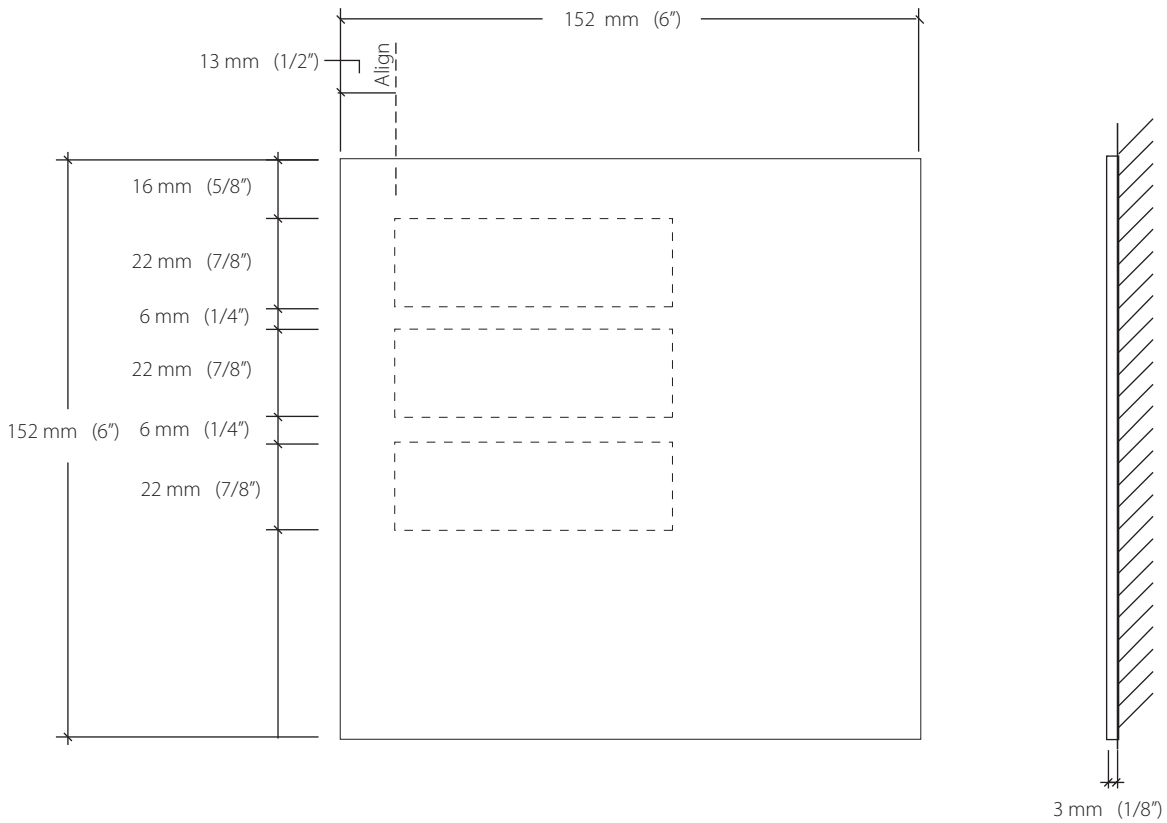 152 mm (6″)
13 mm (1/2″)
Align
16 mm (5/8″)
22 mm (7/8″)
6 mm (1/4″)
22 mm (7/8″)
152 mm (6″)
6 mm (1/4″)
22 mm (7/8″)
3 mm (1/8″)